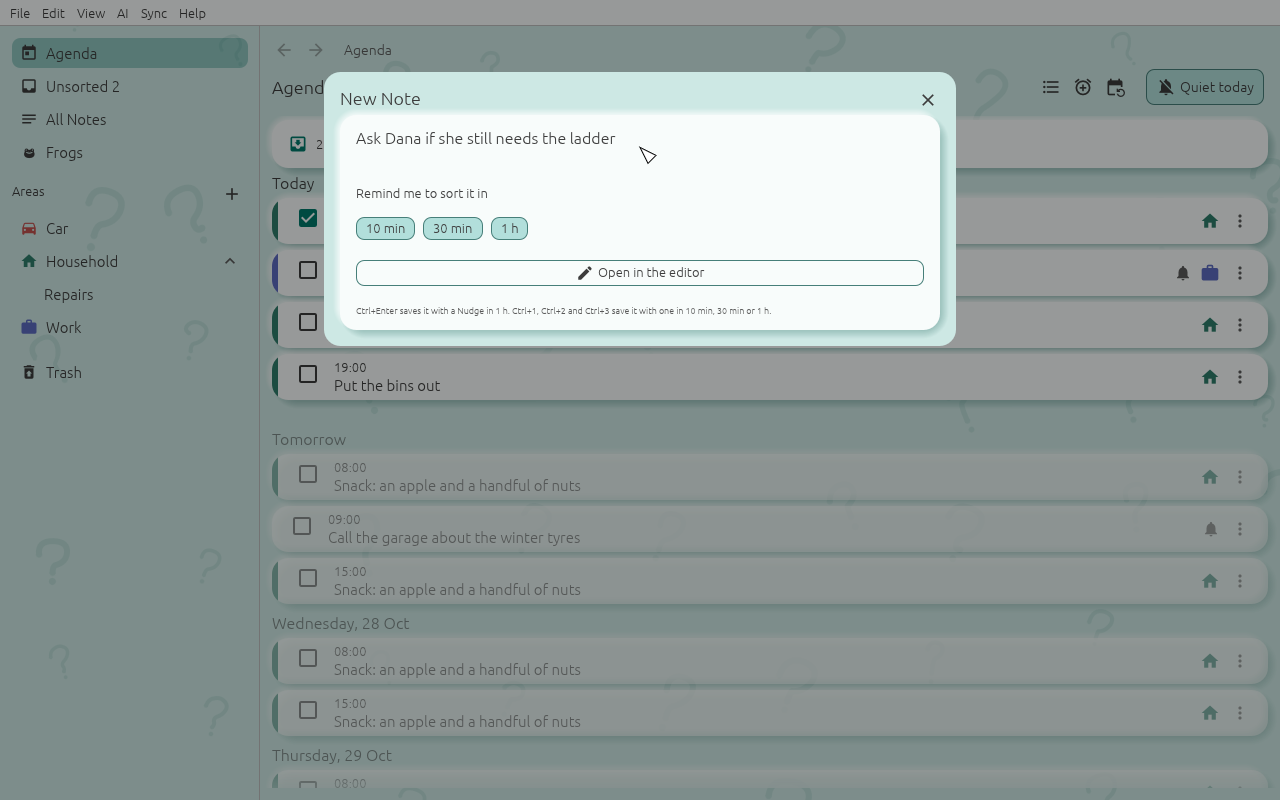 File Edit View AI Sync Help
Agenda
Unsorted 2
All Notes
Frogs
Areas
Car
Household
Repairs
Work
Trash
Agenda
Agend
Quiet today
2
Today
New Note
Ask Dana if she still needs the ladder
Remind me to sort it in
10 min 30 min 1 h
Open in the editor
Ctrl+Enter saves it with a Nudge in 1 h. Ctrl+1, Ctrl+2 and Ctrl+3 save it with one in 10 min, 30 min or 1 h.
19:00
Put the bins out
Tomorrow
08:00
Snack: an apple and a handful of nuts
09:00
Call the garage about the winter tyres
15:00
Snack: an apple and a handful of nuts
Wednesday, 28 Oct
08:00
Snack: an apple and a handful of nuts
15:00
Snack: an apple and a handful of nuts
Thursday, 29 Oct
08:00